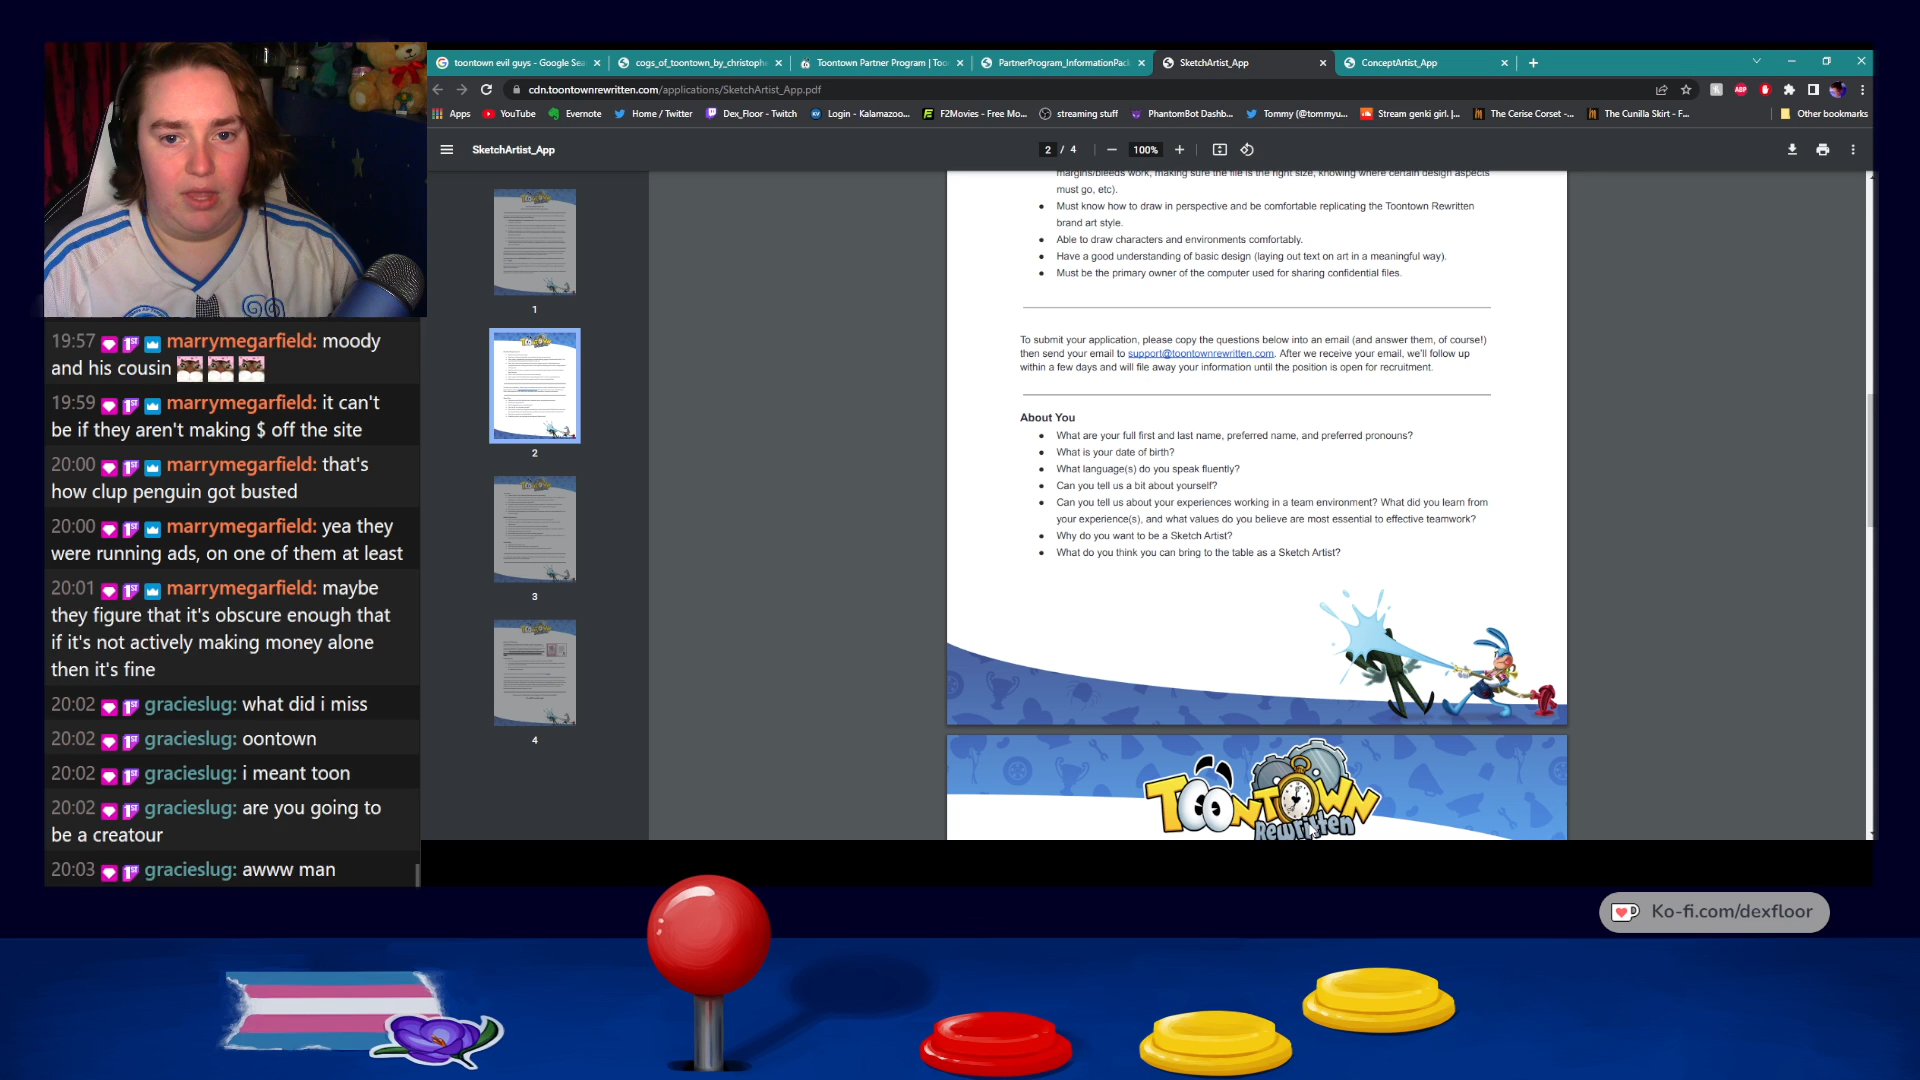 toontown evil guys - Google Sea
cogs_of_toontown_by_christophe
Toontown Partner Program | Too
PartnerProgram_InformationPac
SketchArtist_App
ConceptArtist_App
cdn.toontownrewritten.com/applications/SketchArtist_App.pdf
Apps
YouTube
Evernote
Home / Twitter
Dex_Floor - Twitch
Login - Kalamazoo...
F2Movies - Free Mo...
streaming stuff
PhantomBot Dashb...
Tommy (@tommyu...
Stream genki girl. |...
The Cerise Corset -...
The Cunilla Skirt - F...
Other bookmarks
SketchArtist_App
2 / 4
100%
1
2
3
4
margins/bleeds work, making sure the file is the right size, knowing where certain design aspects
must go, etc).
Must know how to draw in perspective and be comfortable replicating the Toontown Rewritten
brand art style.
Able to draw characters and environments comfortably.
Have a good understanding of basic design (laying out text on art in a meaningful way).
Must be the primary owner of the computer used for sharing confidential files.
To submit your application, please copy the questions below into an email (and answer them, of course!)
then send your email to support@toontownrewritten.com. After we receive your email, we'll follow up
within a few days and will file away your information until the position is open for recruitment.
About You
What are your full first and last name, preferred name, and preferred pronouns?
What is your date of birth?
What language(s) do you speak fluently?
Can you tell us a bit about yourself?
Can you tell us about your experiences working in a team environment? What did you learn from
your experience(s), and what values do you believe are most essential to effective teamwork?
Why do you want to be a Sketch Artist?
What do you think you can bring to the table as a Sketch Artist?
TOONTOWN
Rewritten
19:57 marrymegarfield: moody
and his cousin
19:59 marrymegarfield: it can't
be if they aren't making $ off the site
20:00 marrymegarfield: that's
how clup penguin got busted
20:00 marrymegarfield: yea they
were running ads, on one of them at least
20:01 marrymegarfield: maybe
they figure that it's obscure enough that
if it's not actively making money alone
then it's fine
20:02 gracieslug: what did i miss
20:02 gracieslug: oontown
20:02 gracieslug: i meant toon
20:02 gracieslug: are you going to
be a creatour
20:03 gracieslug: awww man
Ko-fi.com/dexfloor